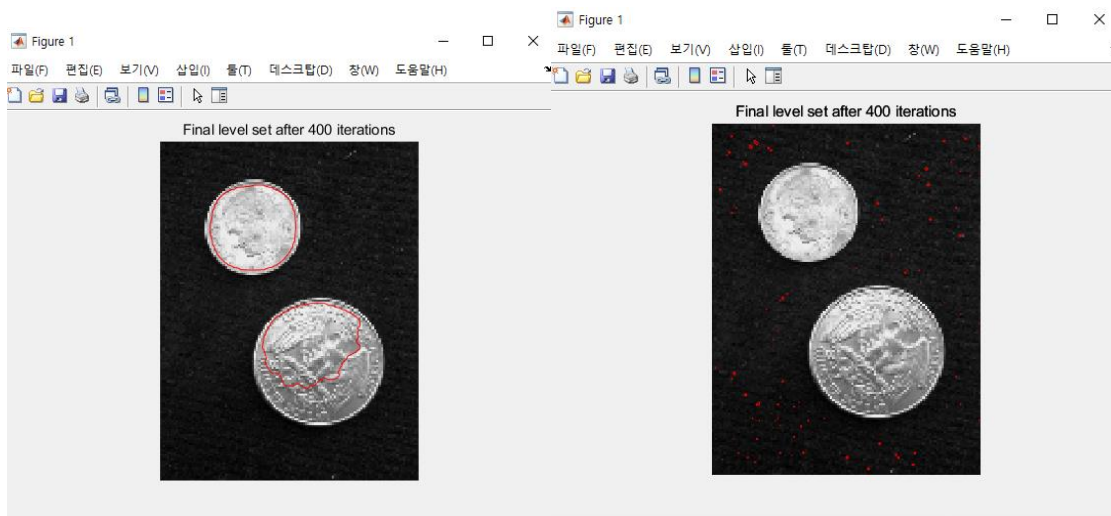 Figure 1
파일(F) 편집(E) 보기(V) 삽입(I) 툴(T) 데스크탑(D) 창(W) 도움말(H)
Final level set after 400 iterations
Figure 1
파일(F) 편집(E) 보기(V) 삽입(I) 툴(T) 데스크탑(D) 창(W) 도움말(H)
Final level set after 400 iterations